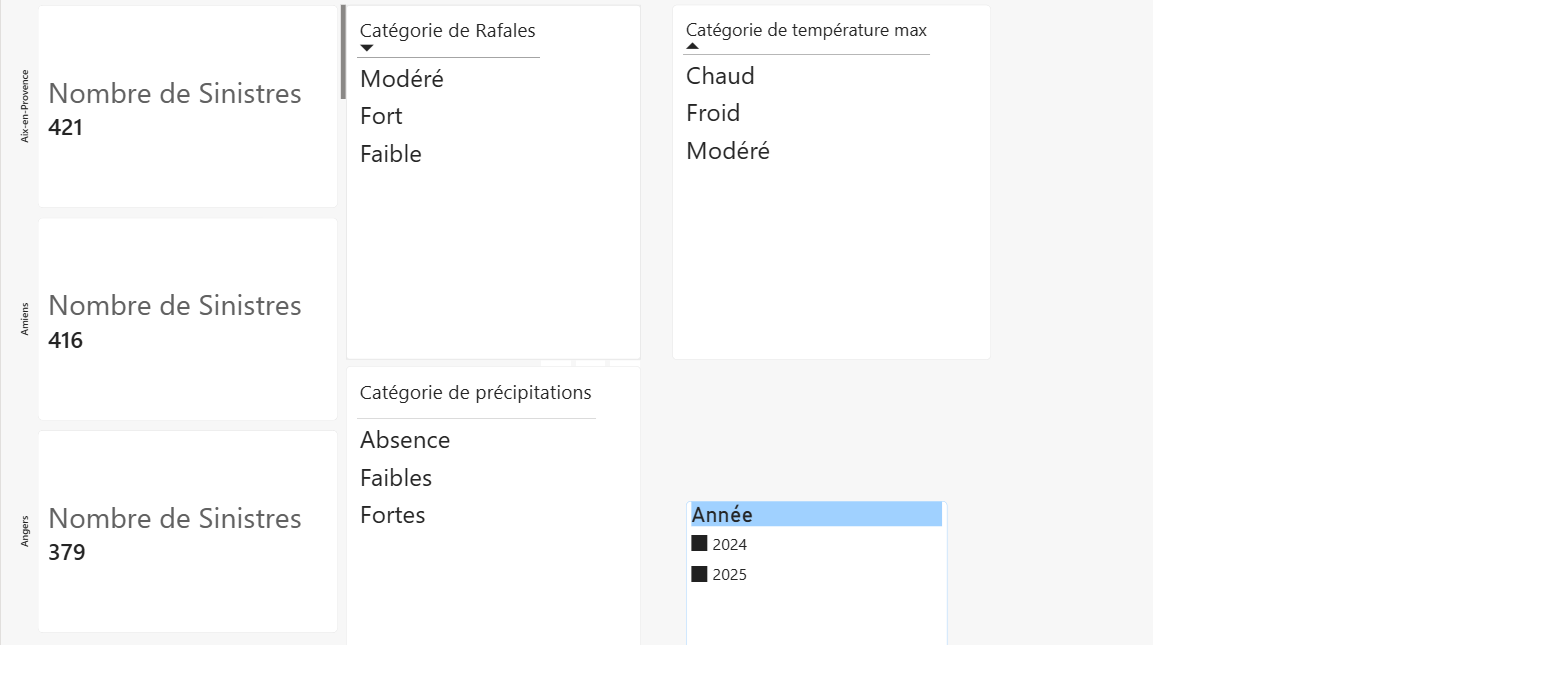 Aix-en-Provence
Nombre de Sinistres
421
Amiens
Nombre de Sinistres
416
Angers
Nombre de Sinistres
379
Catégorie de Rafales
Modéré
Fort
Faible
Catégorie de précipitations
Absence
Faibles
Fortes
Catégorie de température max
Chaud
Froid
Modéré
Année
2024
2025